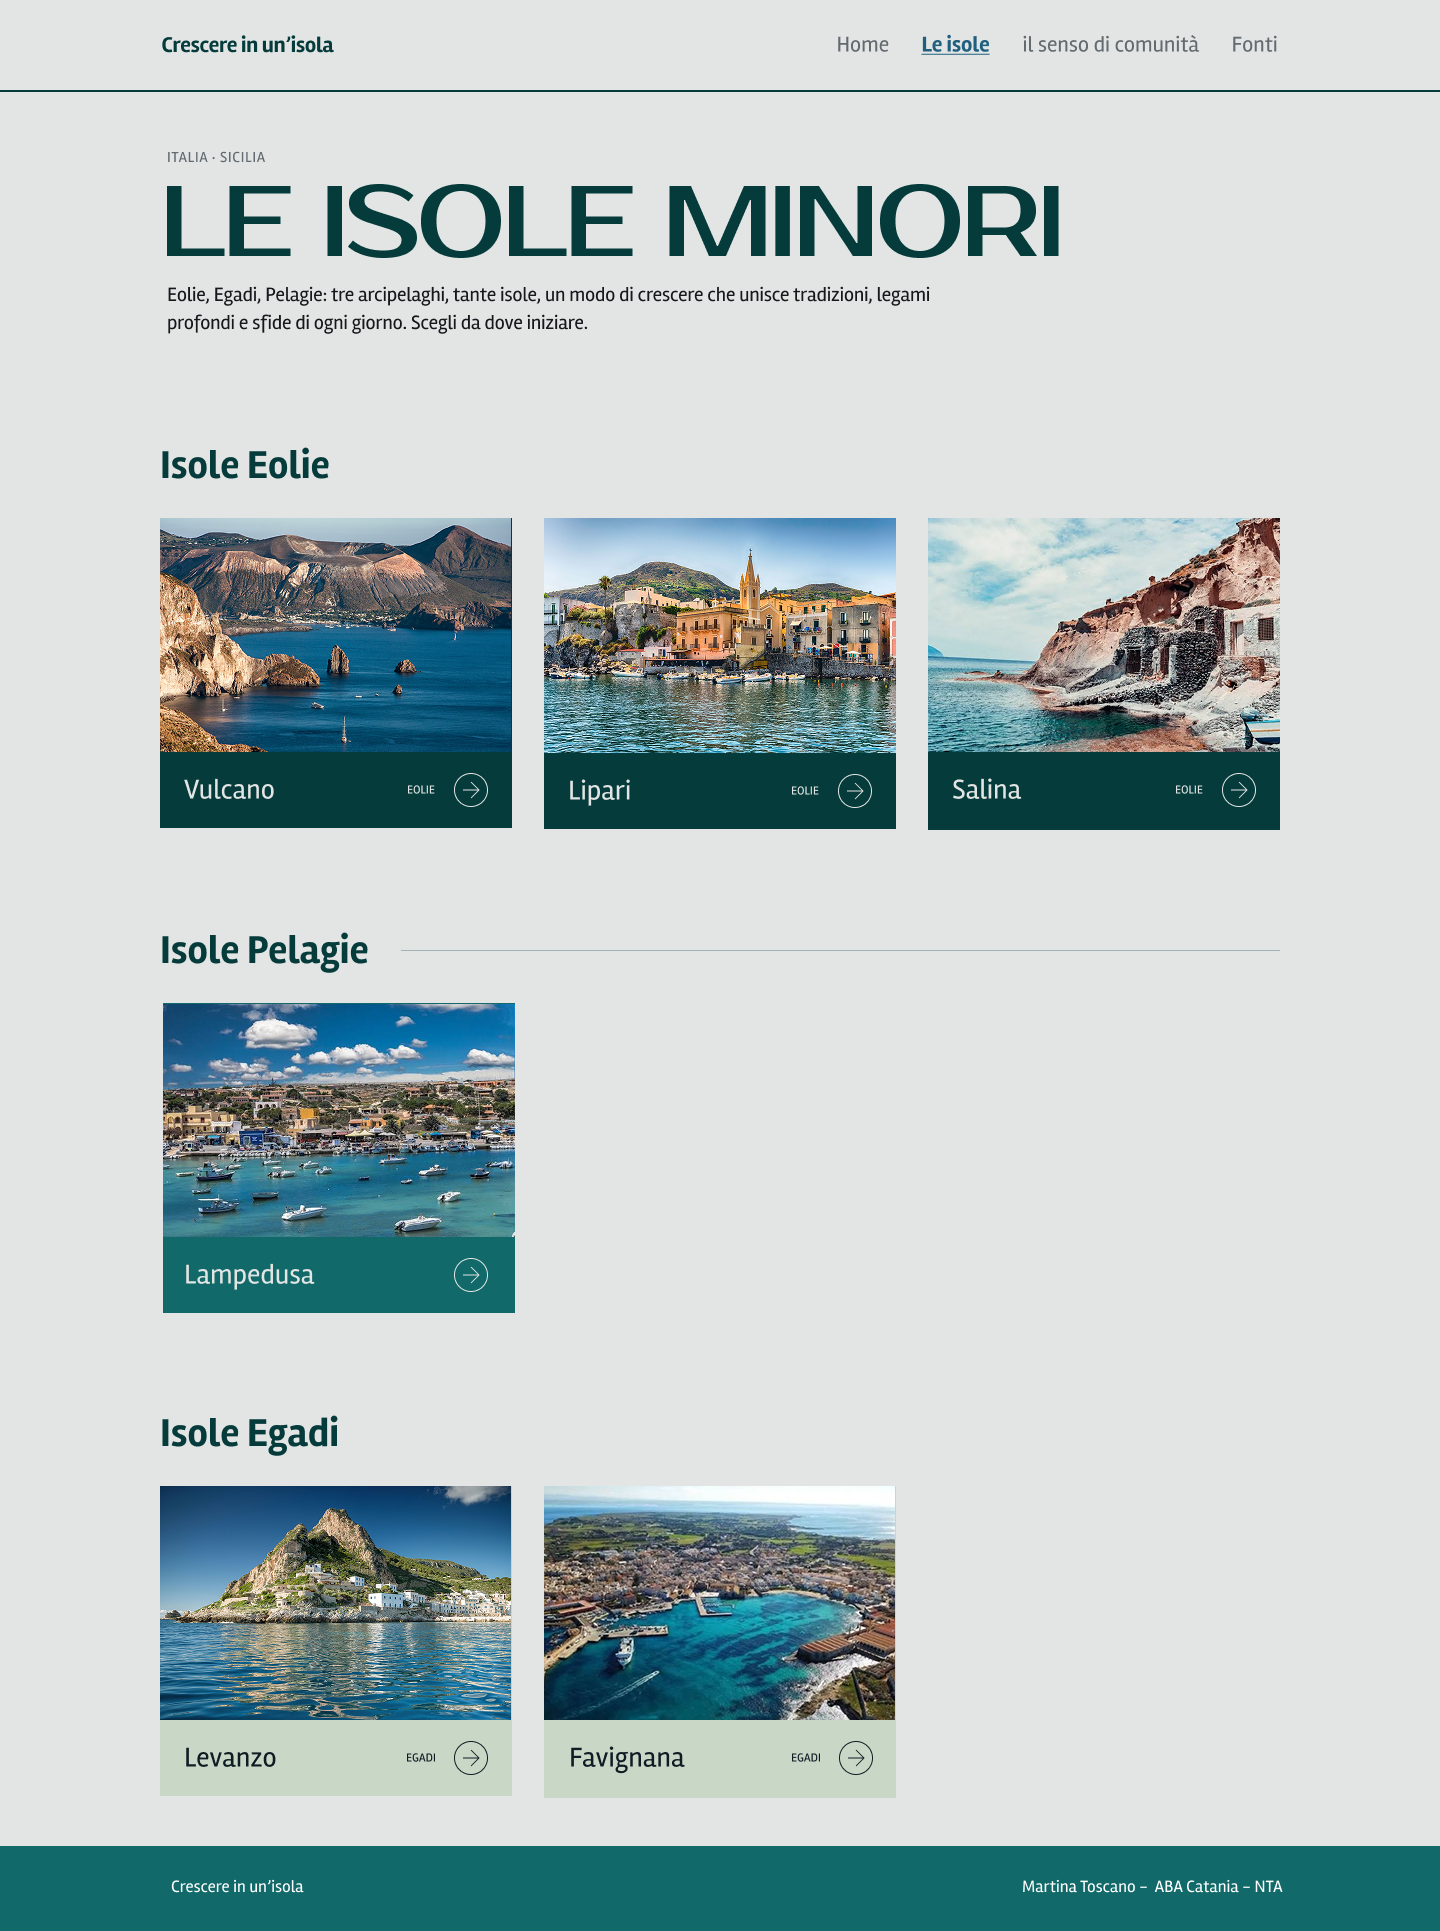 Crescere in un’isola
Home Le isole il senso di comunità Fonti
ITALIA · SICILIA
LE ISOLE MINORI
Eolie, Egadi, Pelagie: tre arcipelaghi, tante isole, un modo di crescere che unisce tradizioni, legami
profondi e sfide di ogni giorno. Scegli da dove iniziare.
Isole Eolie
Vulcano EOLIE
Lipari EOLIE
Salina EOLIE
Isole Pelagie
Lampedusa
Isole Egadi
Levanzo EGADI
Favignana EGADI
Crescere in un’isola
Martina Toscano – ABA Catania – NTA